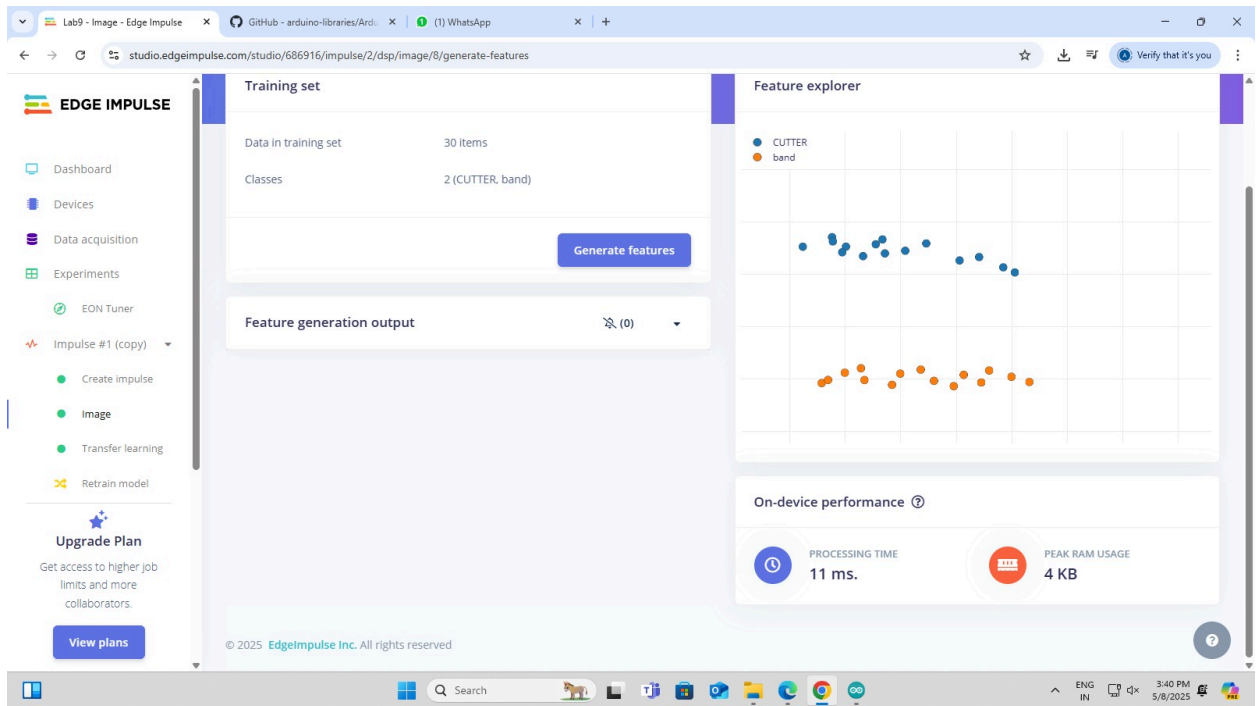 Lab9 - Image - Edge Impulse
GitHub - arduino-libraries/Ardu
(1) WhatsApp
studio.edgeimpulse.com/studio/686916/impulse/2/dsp/image/8/generate-features
Verify that it's you
EDGE IMPULSE
Dashboard
Devices
Data acquisition
Experiments
EON Tuner
Impulse #1 (copy)
Create impulse
Image
Transfer learning
Retrain model
Upgrade Plan
Get access to higher job
limits and more
collaborators.
View plans
Training set
Data in training set 30 items
Classes 2 (CUTTER, band)
Generate features
Feature generation output (0)
Feature explorer
CUTTER
band
On-device performance
PROCESSING TIME
11 ms.
PEAK RAM USAGE
4 KB
© 2025 EdgeImpulse Inc. All rights reserved
Search
ENG
IN
3:40 PM
5/8/2025
PRE